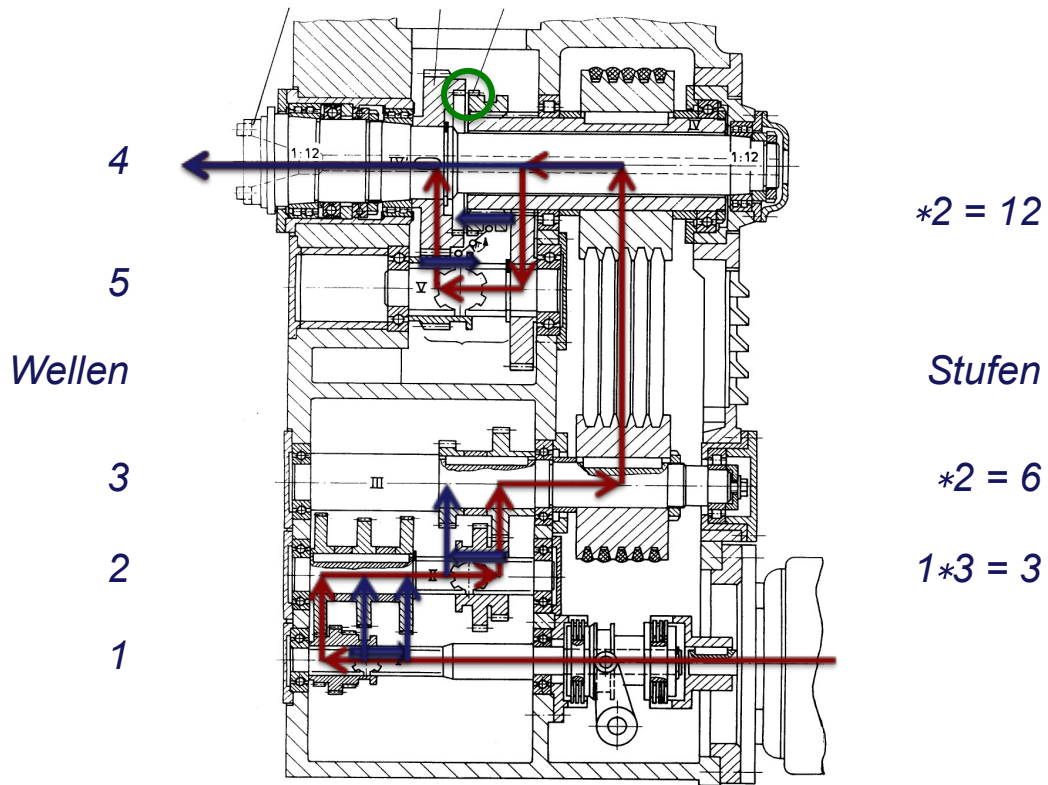 4
1:12
IV
IV
1:12
*2 = 12
5
V
Wellen
Stufen
3
III
*2 = 6
2
II
1*3 = 3
1